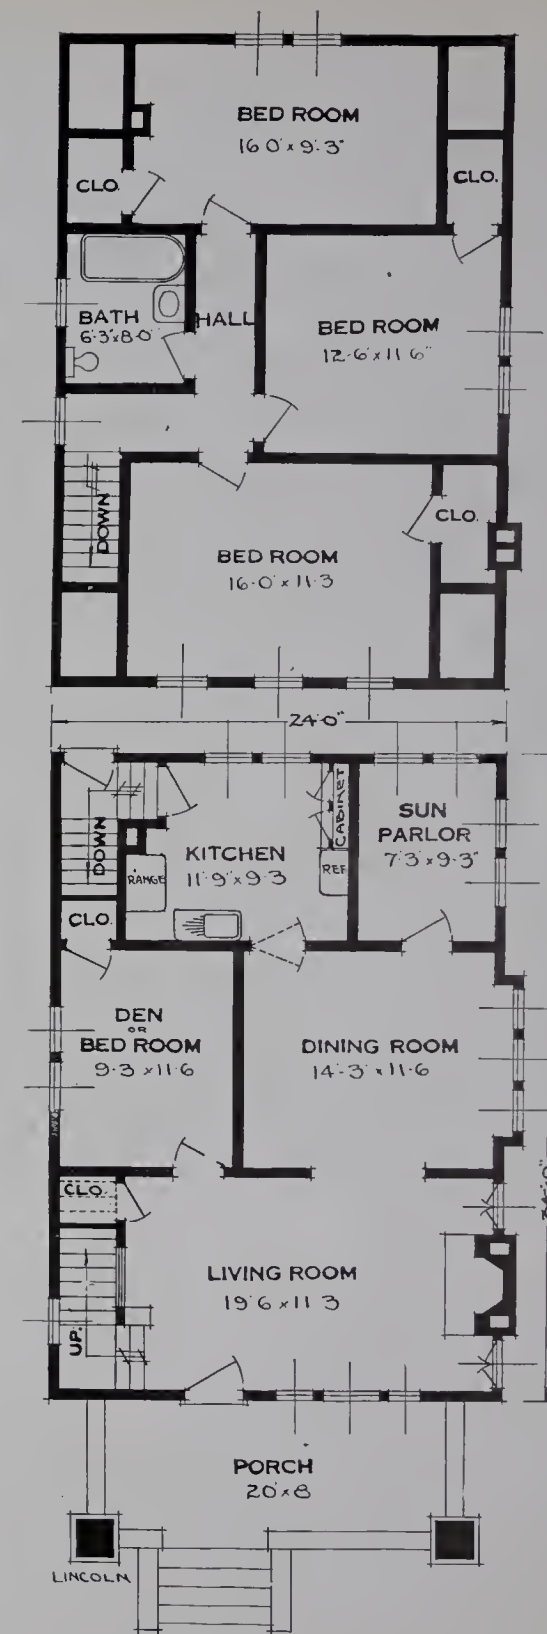 BED ROOM
16'0" x 9'-3"
CLO.
CLO.
BATH
6'-3" x 8'-0"
HALL
BED ROOM
12'-6" x 11'6"
DOWN
CLO.
BED ROOM
16'-0" x 11'-3
24'-0"
DOWN
KITCHEN
11'9" x 9'-3
RANGE
CABINET
REF.
SUN
PARLOR
7'3" x 9'-3"
CLO.
DEN
OR
BED ROOM
9'-3 x 11'-6
DINING ROOM
14'-3" x 11'-6
CLO.
LIVING ROOM
19'6 x 11'3
UP.
PORCH
20' x 8
LINCOLN